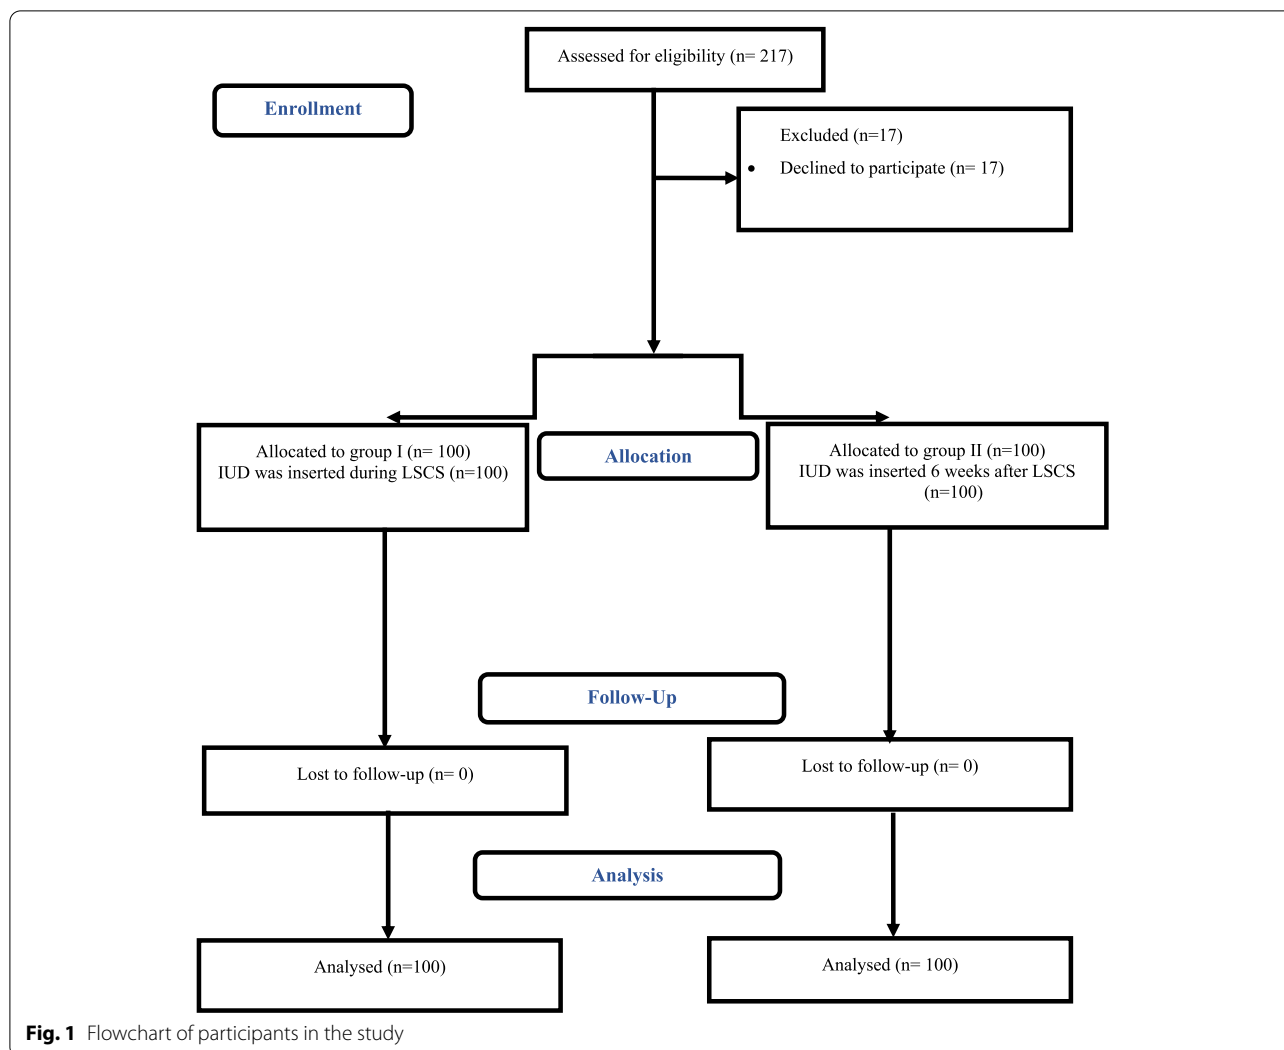 Assessed for eligibility (n= 217)
Enrollment
Excluded (n=17)
• Declined to participate (n= 17)
Allocated to group I (n= 100)
IUD was inserted during LSCS (n=100)
Allocation
Allocated to group II (n=100)
IUD was inserted 6 weeks after LSCS
(n=100)
Follow-Up
Lost to follow-up (n= 0)
Lost to follow-up (n= 0)
Analysis
Analysed (n=100)
Analysed (n= 100)
Fig. 1 Flowchart of participants in the study